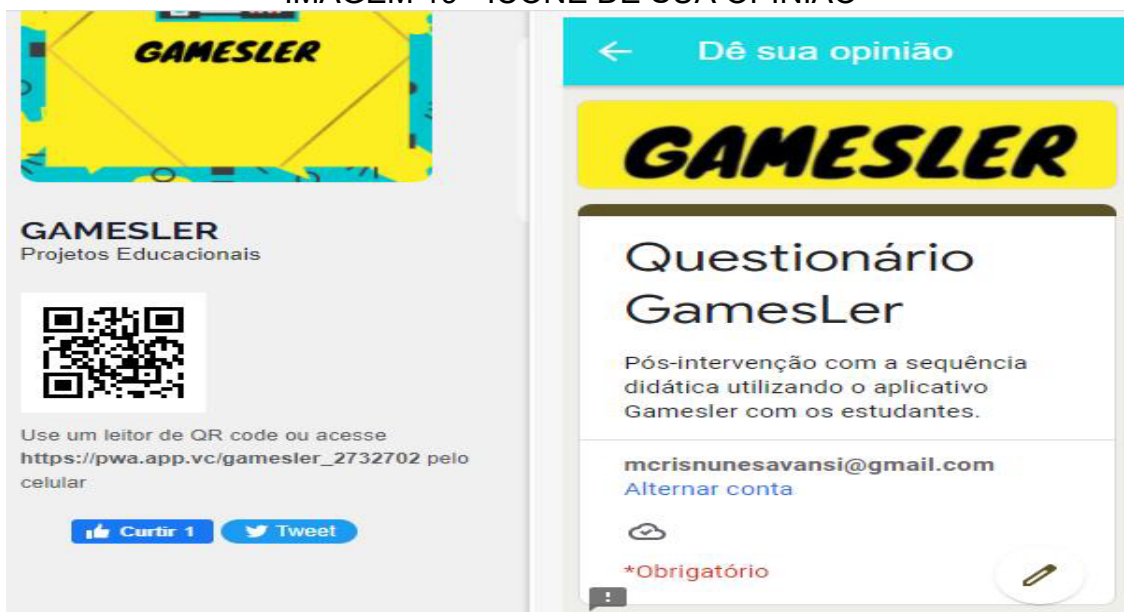 GAMESLER
GAMESLER
Projetos Educacionais
Use um leitor de QR code ou acesse
https://pwa.app.vc/gamesler_2732702 pelo
celular
Curtir 1
Tweet
Dê sua opinião
GAMESLER
Questionário
GamesLer
Pós-intervenção com a sequência
didática utilizando o aplicativo
Gamesler com os estudantes.
mcrisnunesavansi@gmail.com
Alternar conta
*Obrigatório